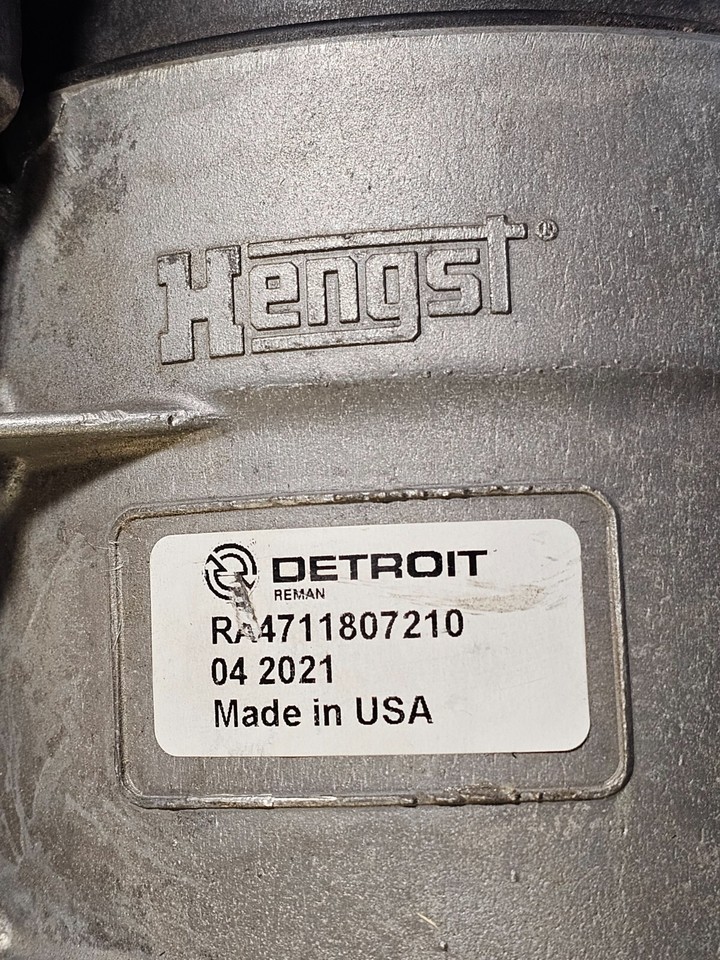 Hengst®
DETROIT
REMAN
RA4711807210
04 2021
Made in USA